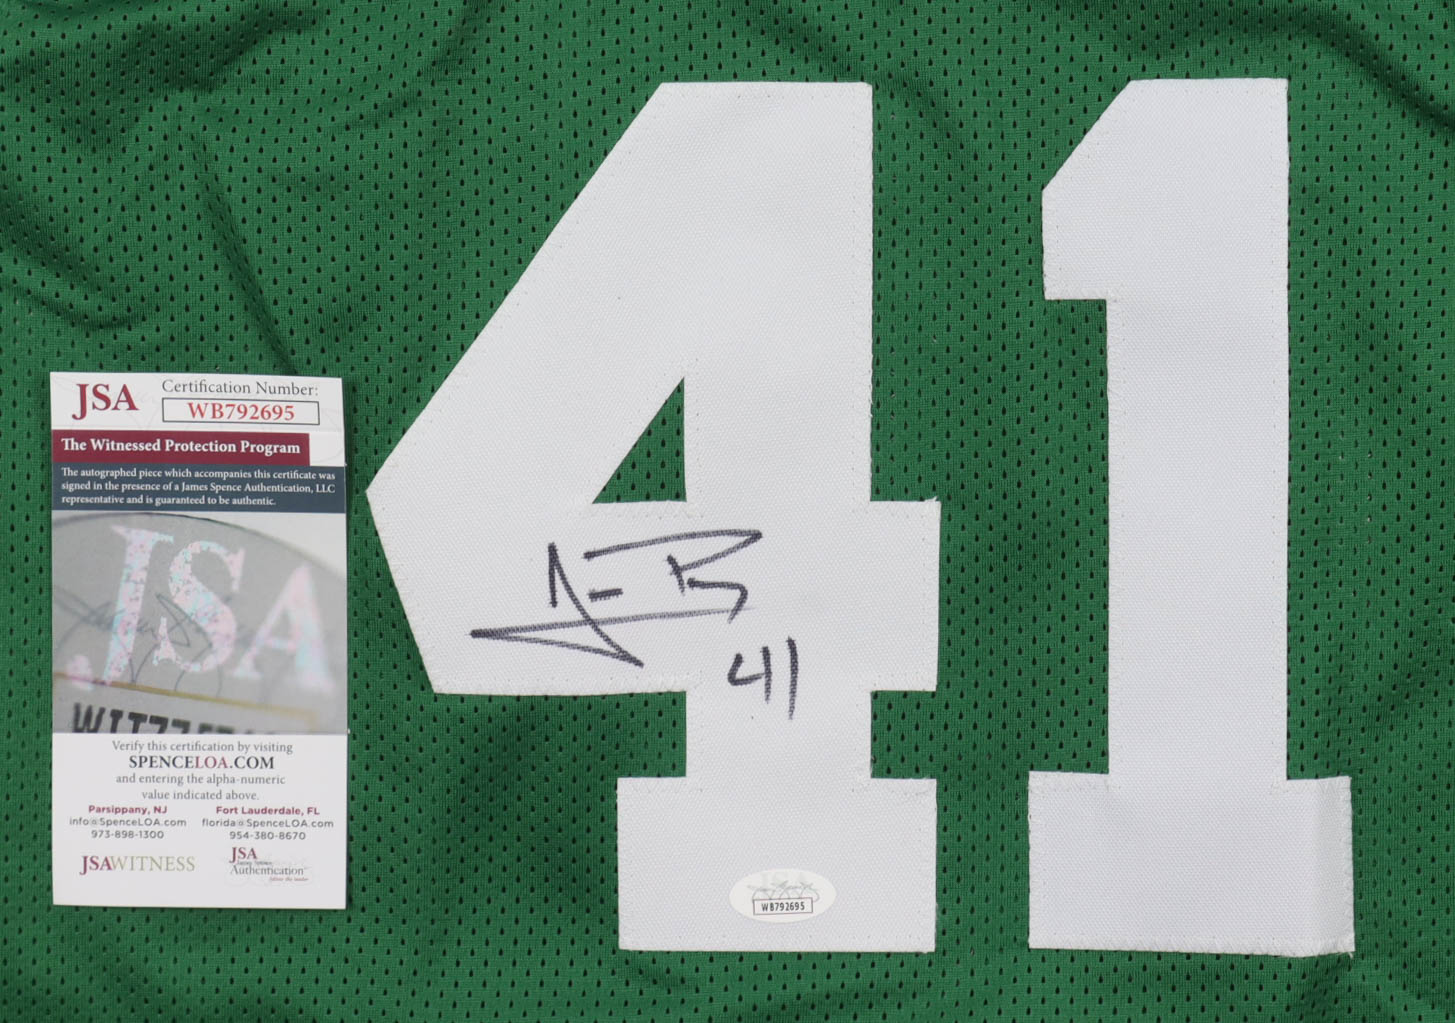 41
JSA
Certification Number:
WB792695
The Witnessed Protection Program
The autographed piece which accompanies this certificate was
signed in the presence of a James Spence Authentication, LLC
representative and is guaranteed to be authentic.
JSA
Verify this certification by visiting
SPENCELOA.COM
and entering the alpha-numeric
value indicated above.
Parsippany, NJ
info@SpenceLOA.com
973-898-1300
Fort Lauderdale, FL
florida@SpenceLOA.com
954-380-8670
JSAWITNESS
JSA
Authentication
41
WB792695